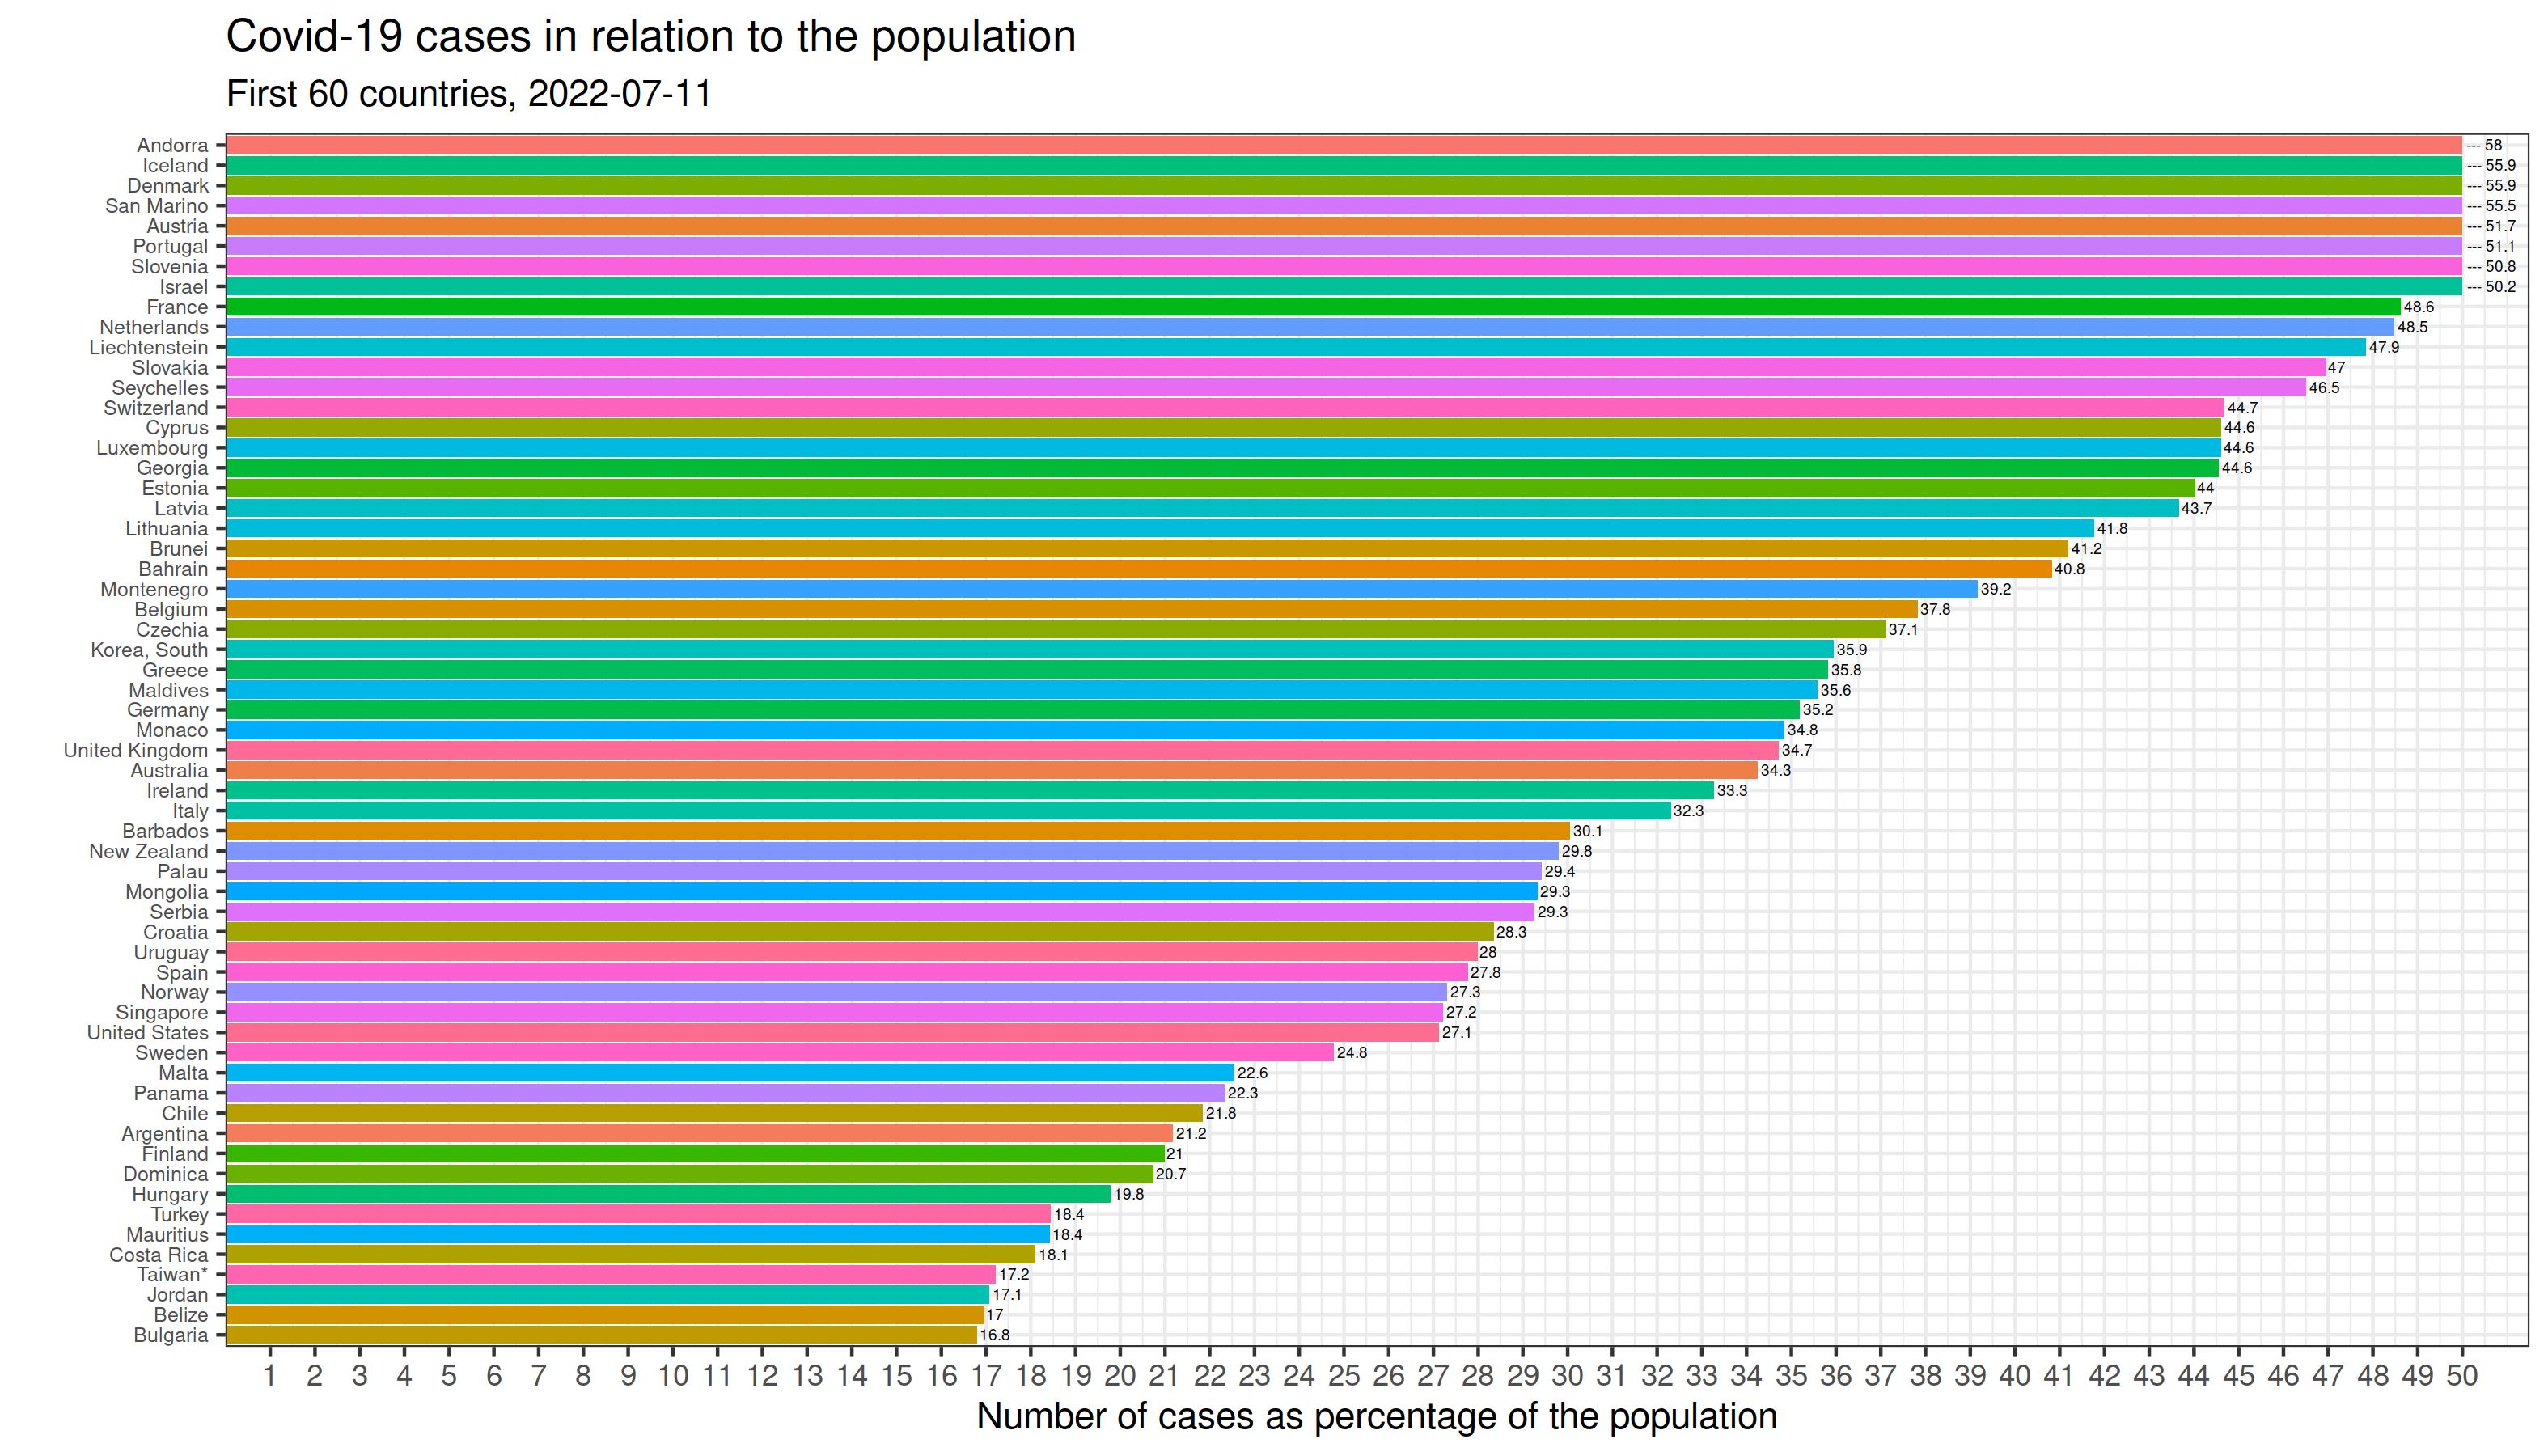 Covid-19 cases in relation to the population
First 60 countries, 2022-07-11
Andorra --- 58
Iceland --- 55.9
Denmark --- 55.9
San Marino --- 55.5
Austria --- 51.7
Portugal --- 51.1
Slovenia --- 50.8
Israel --- 50.2
France 48.6
Netherlands 48.5
Liechtenstein 47.9
Slovakia 47
Seychelles 46.5
Switzerland 44.7
Cyprus 44.6
Luxembourg 44.6
Georgia 44.6
Estonia 44
Latvia 43.7
Lithuania 41.8
Brunei 41.2
Bahrain 40.8
Montenegro 39.2
Belgium 37.8
Czechia 37.1
Korea, South 35.9
Greece 35.8
Maldives 35.6
Germany 35.2
Monaco 34.8
United Kingdom 34.7
Australia 34.3
Ireland 33.3
Italy 32.3
Barbados 30.1
New Zealand 29.8
Palau 29.4
Mongolia 29.3
Serbia 29.3
Croatia 28.3
Uruguay 28
Spain 27.8
Norway 27.3
Singapore 27.2
United States 27.1
Sweden 24.8
Malta 22.6
Panama 22.3
Chile 21.8
Argentina 21.2
Finland 21
Dominica 20.7
Hungary 19.8
Turkey 18.4
Mauritius 18.4
Costa Rica 18.1
Taiwan* 17.2
Jordan 17.1
Belize 17
Bulgaria 16.8
1 2 3 4 5 6 7 8 9 10 11 12 13 14 15 16 17 18 19 20 21 22 23 24 25 26 27 28 29 30 31 32 33 34 35 36 37 38 39 40 41 42 43 44 45 46 47 48 49 50
Number of cases as percentage of the population